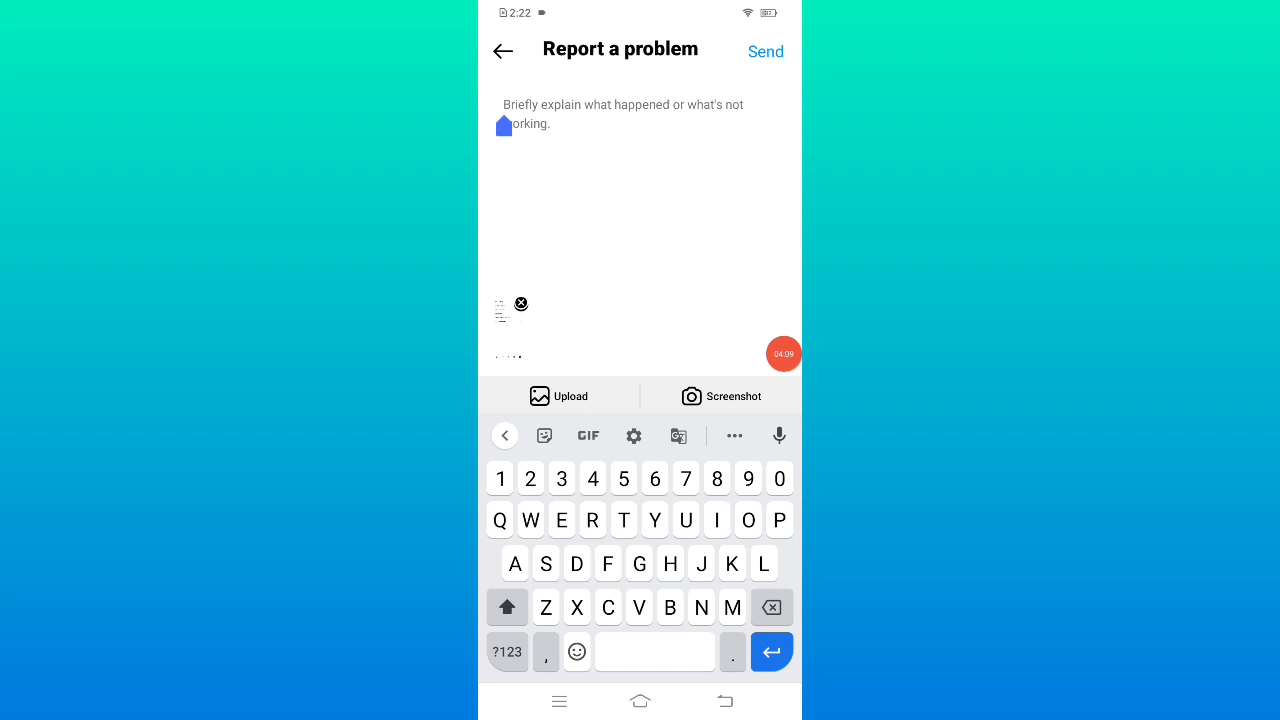 2:22
Report a problem
Send
Briefly explain what happened or what's not
orking.
04:09
Upload
Screenshot
GIF
1 2 3 4 5 6 7 8 9 0
Q W E R T Y U I O P
A S D F G H J K L
Z X C V B N M
?123 , .